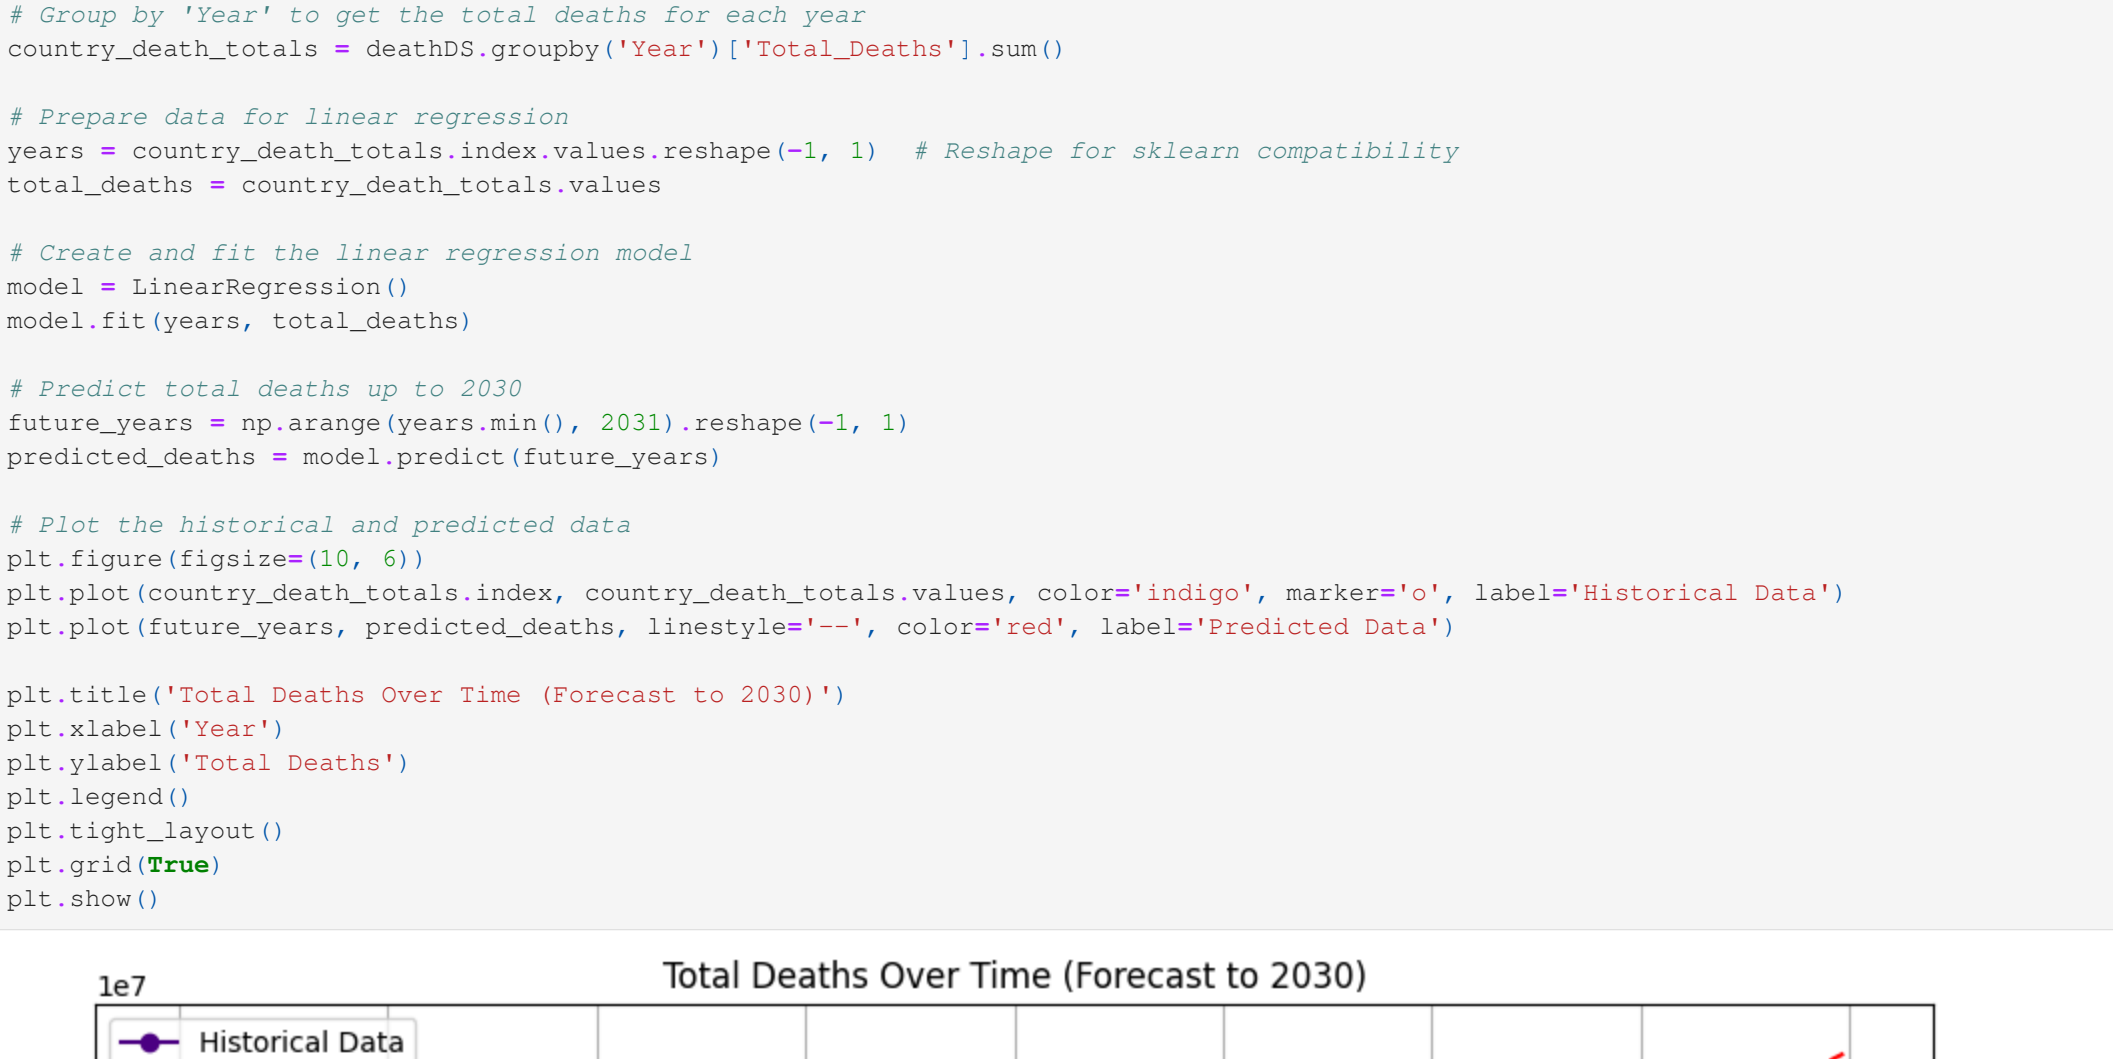 # Group by 'Year' to get the total deaths for each year
country_death_totals = deathDS.groupby('Year')['Total_Deaths'].sum()
# Prepare data for linear regression
years = country_death_totals.index.values.reshape(-1, 1)  # Reshape for sklearn compatibility
total_deaths = country_death_totals.values
# Create and fit the linear regression model
model = LinearRegression()
model.fit(years, total_deaths)
# Predict total deaths up to 2030
future_years = np.arange(years.min(), 2031).reshape(-1, 1)
predicted_deaths = model.predict(future_years)
# Plot the historical and predicted data
plt.figure(figsize=(10, 6))
plt.plot(country_death_totals.index, country_death_totals.values, color='indigo', marker='o', label='Historical Data')
plt.plot(future_years, predicted_deaths, linestyle='--', color='red', label='Predicted Data')
plt.title('Total Deaths Over Time (Forecast to 2030)')
plt.xlabel('Year')
plt.ylabel('Total Deaths')
plt.legend()
plt.tight_layout()
plt.grid(True)
plt.show()
Total Deaths Over Time (Forecast to 2030)
1e7
Historical Data